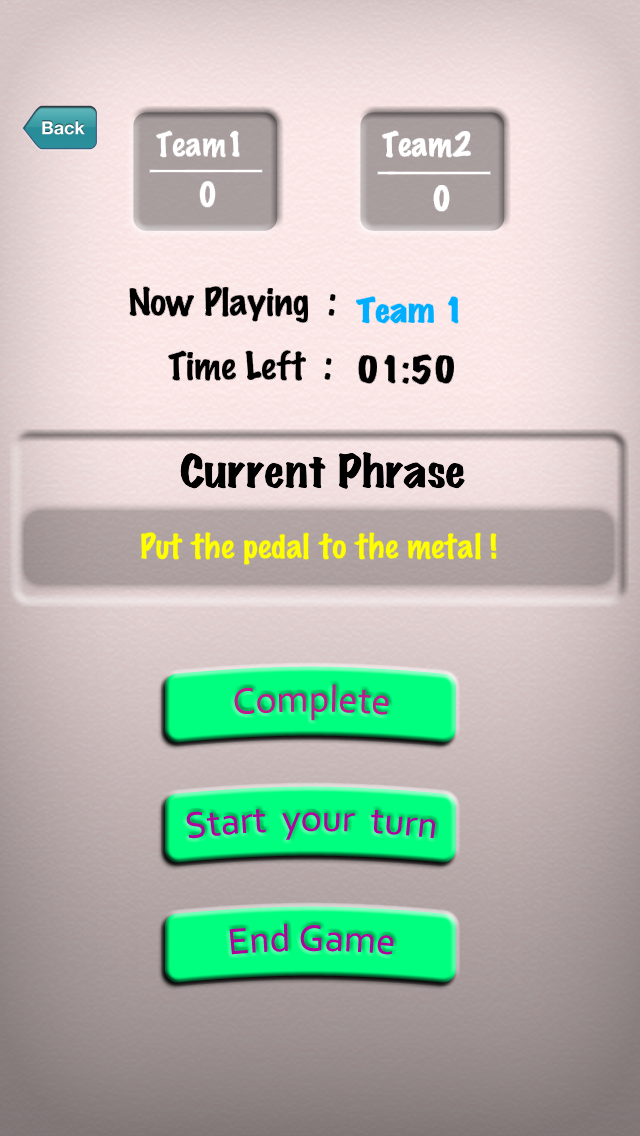 Back
Team1
0
Team2
0
Now Playing : Team 1
Time Left : 01:50
Current Phrase
Put the pedal to the metal !
Complete
Start your turn
End Game